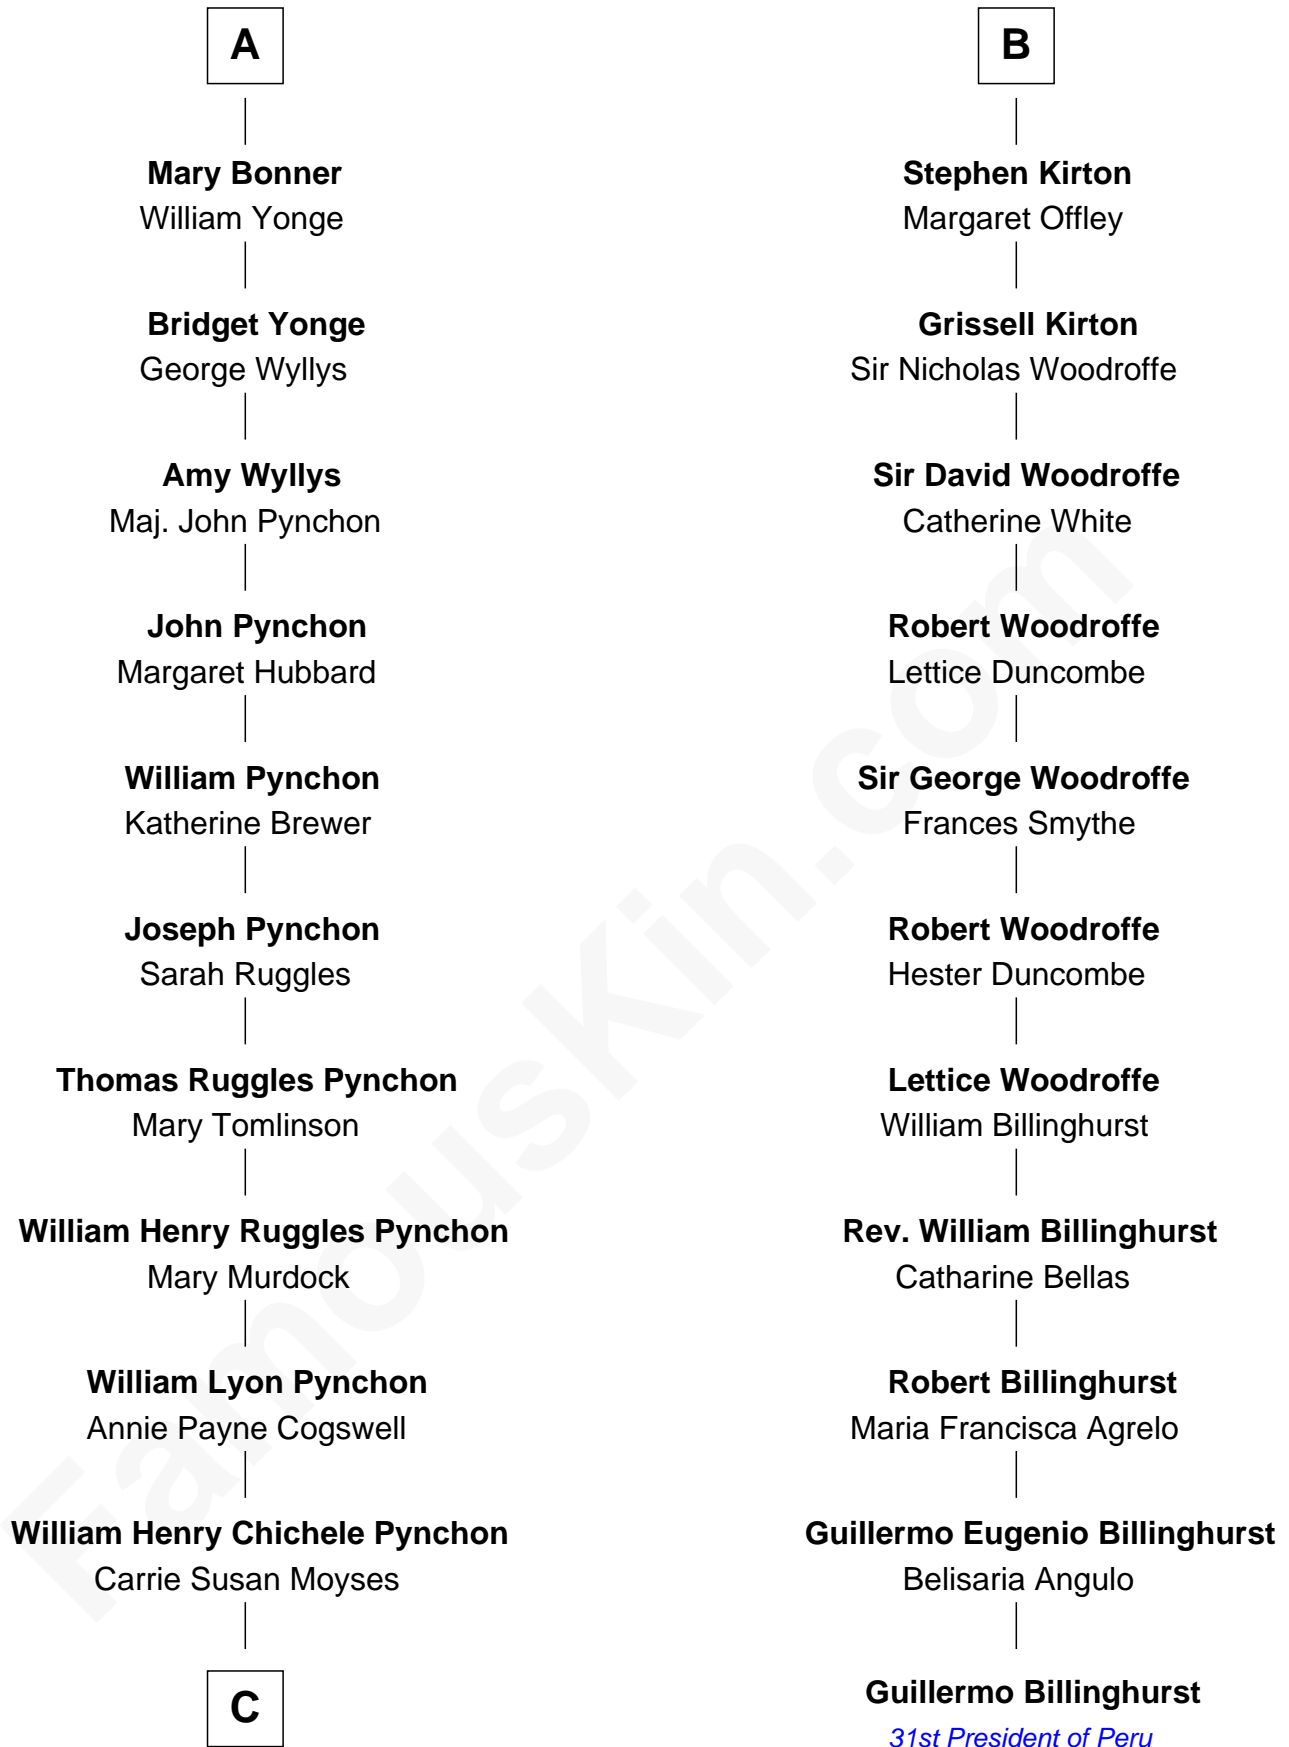 A
Mary Bonner
William Yonge
Bridget Yonge
George Wyllys
Amy Wyllys
Maj. John Pynchon
John Pynchon
Margaret Hubbard
William Pynchon
Katherine Brewer
Joseph Pynchon
Sarah Ruggles
Thomas Ruggles Pynchon
Mary Tomlinson
William Henry Ruggles Pynchon
Mary Murdock
William Lyon Pynchon
Annie Payne Cogswell
William Henry Chichele Pynchon
Carrie Susan Moyses
C
B
Stephen Kirton
Margaret Offley
Grissell Kirton
Sir Nicholas Woodroffe
Sir David Woodroffe
Catherine White
Robert Woodroffe
Lettice Duncombe
Sir George Woodroffe
Frances Smythe
Robert Woodroffe
Hester Duncombe
Lettice Woodroffe
William Billinghurst
Rev. William Billinghurst
Catharine Bellas
Robert Billinghurst
Maria Francisca Agrelo
Guillermo Eugenio Billinghurst
Belisaria Angulo
Guillermo Billinghurst
31st President of Peru
FamousKin.com